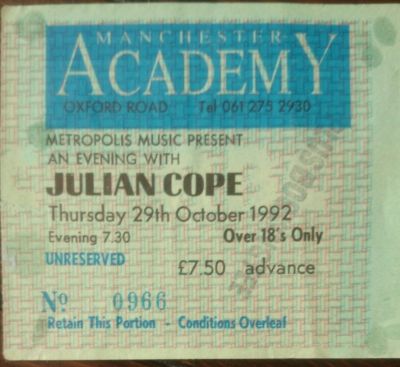 MANCHESTER
ACADEMY
OXFORD ROAD Tel 061 275 2930
METROPOLIS MUSIC PRESENT
AN EVENING WITH
JULIAN COPE
Thursday 29th October 1992
Evening 7.30 Over 18's Only
UNRESERVED
£7.50 advance
No. 0966
Retain This Portion - Conditions Overleaf